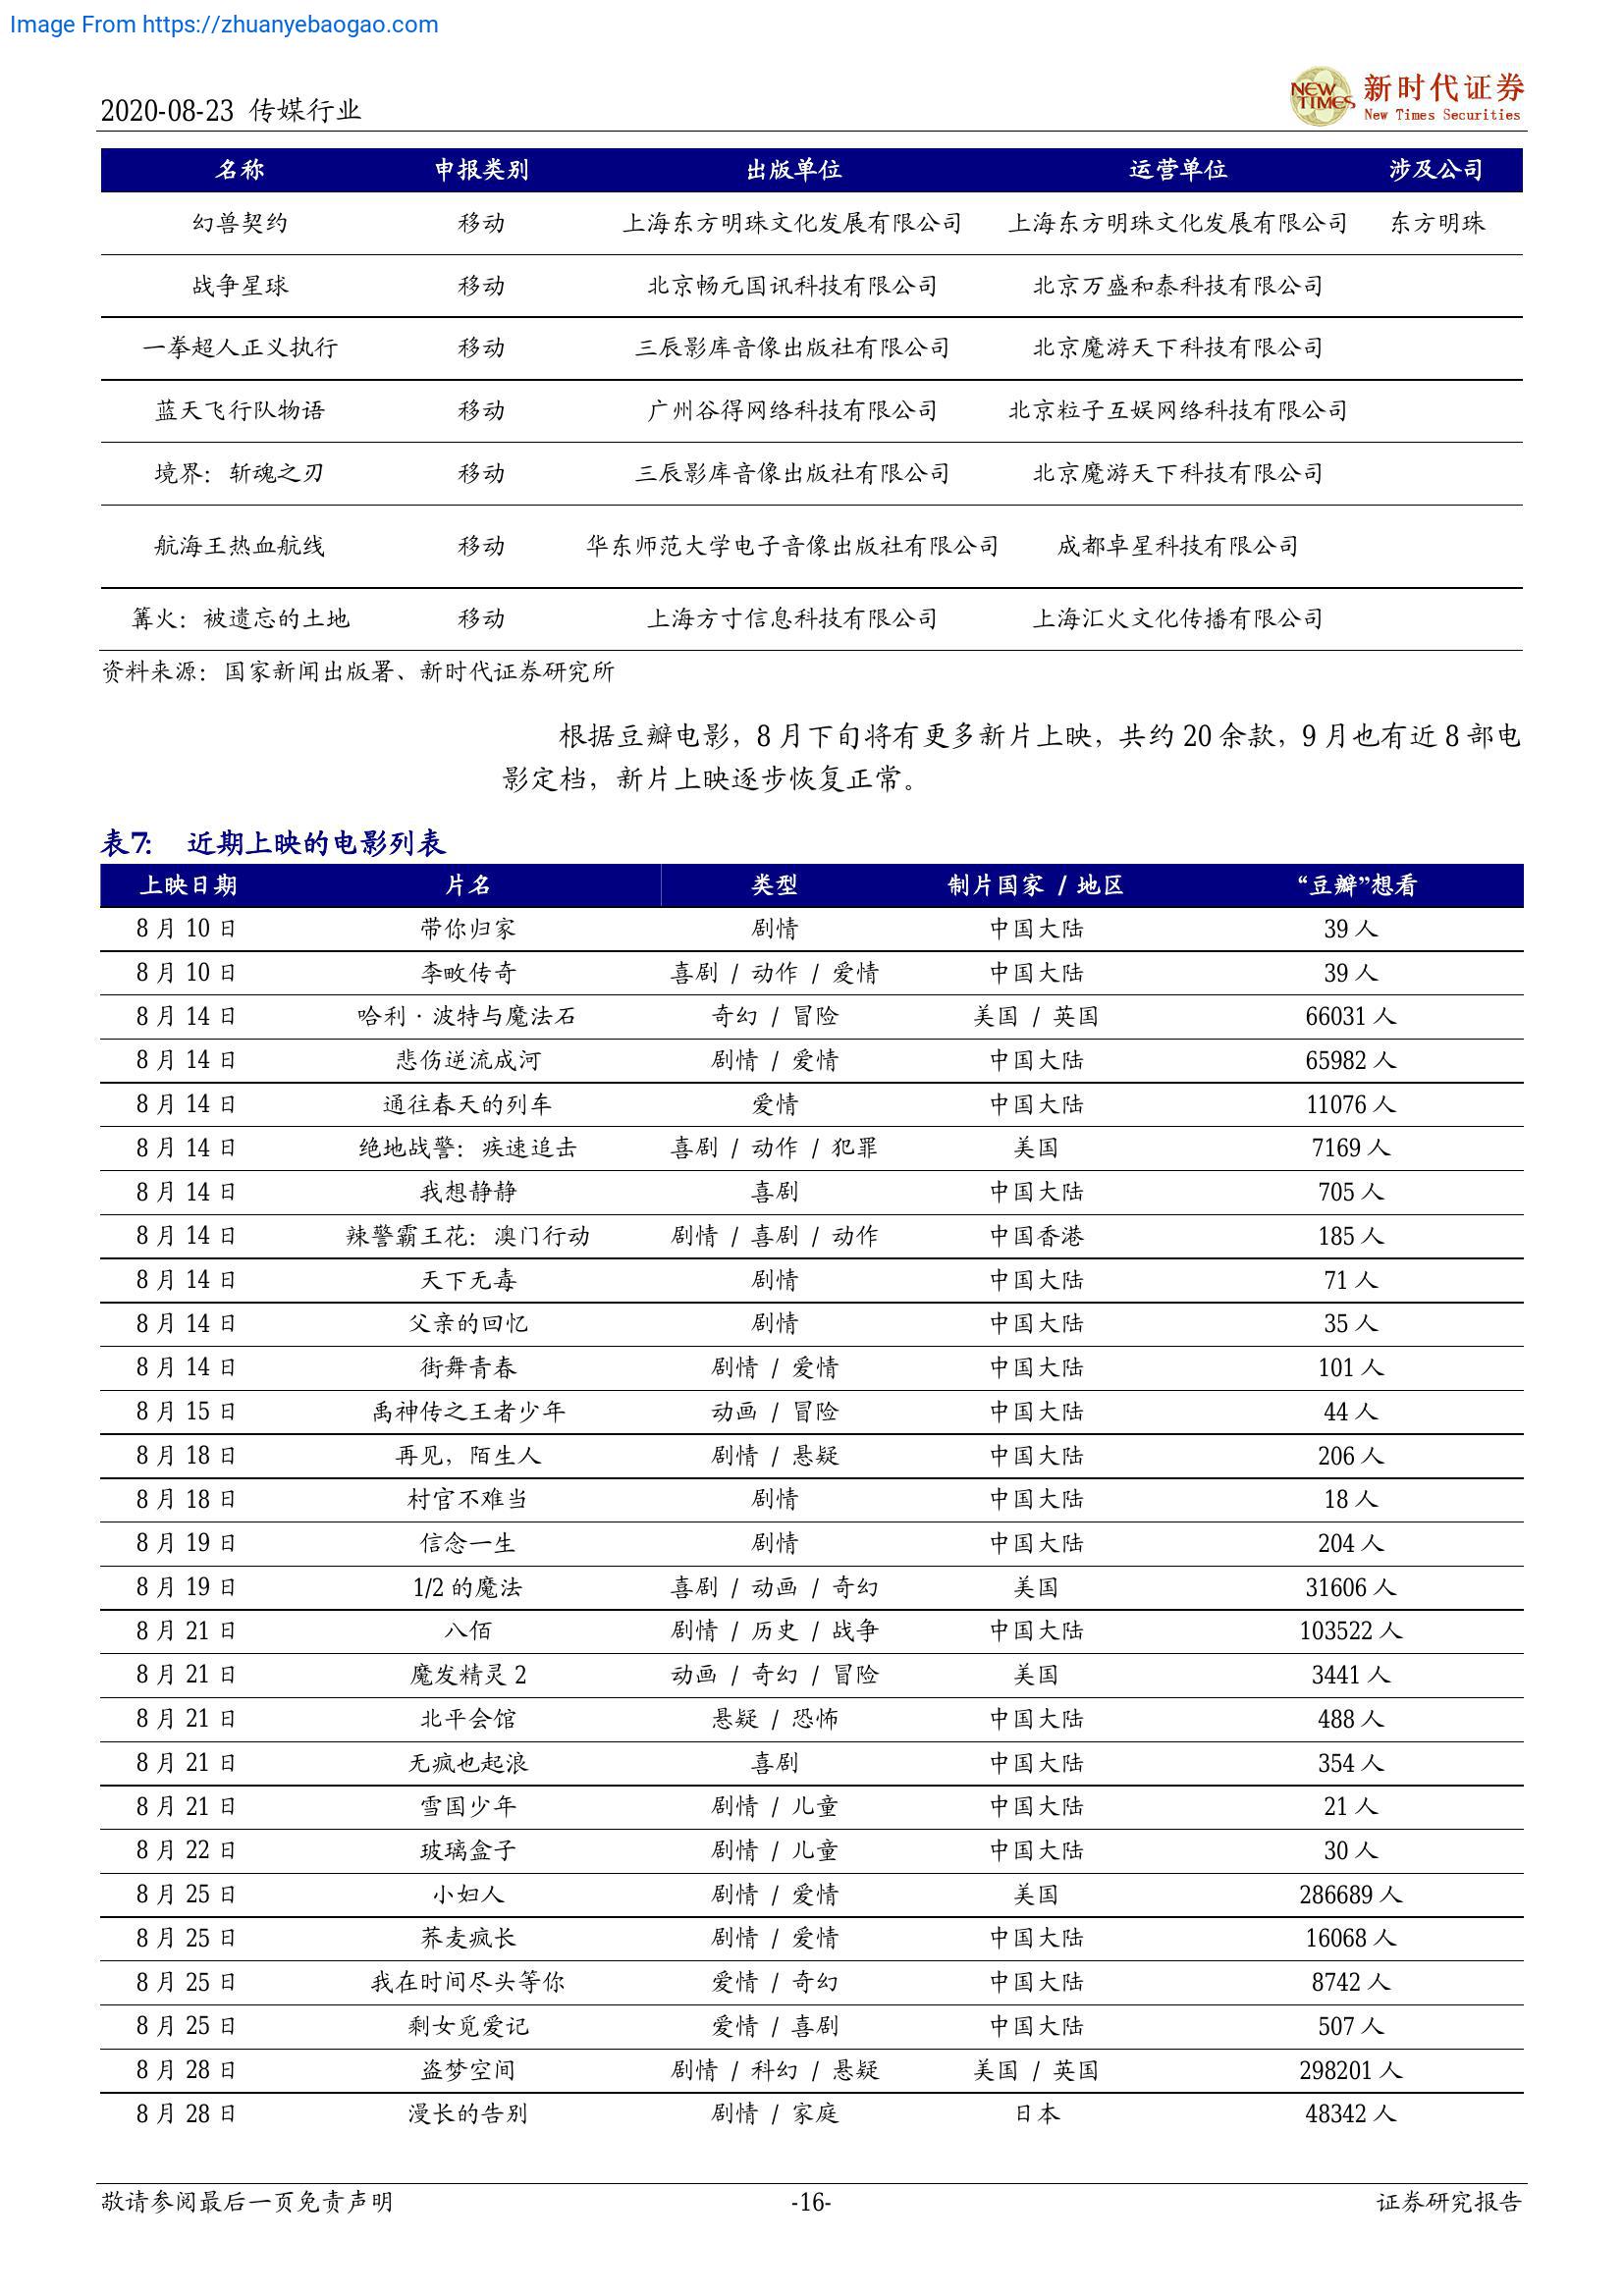 Image From https://zhuanyebaogao.com
2020-08-23 传媒行业
NEW TIMES 新时代证券
New Times Securities
名称 申报类别 出版单位 运营单位 涉及公司
幻兽契约 移动 上海东方明珠文化发展有限公司 上海东方明珠文化发展有限公司 东方明珠
战争星球 移动 北京畅元国讯科技有限公司 北京万盛和泰科技有限公司
一拳超人正义执行 移动 三辰影库音像出版社有限公司 北京魔游天下科技有限公司
蓝天飞行队物语 移动 广州谷得网络科技有限公司 北京粒子互娱网络科技有限公司
境界：斩魂之刃 移动 三辰影库音像出版社有限公司 北京魔游天下科技有限公司
航海王热血航线 移动 华东师范大学电子音像出版社有限公司 成都卓星科技有限公司
篝火：被遗忘的土地 移动 上海方寸信息科技有限公司 上海汇火文化传播有限公司
资料来源：国家新闻出版署、新时代证券研究所
根据豆瓣电影，8 月下旬将有更多新片上映，共约 20 余款，9 月也有近 8 部电
影定档，新片上映逐步恢复正常。
表7： 近期上映的电影列表
上映日期 片名 类型 制片国家 / 地区 “豆瓣”想看
8 月 10 日 带你归家 剧情 中国大陆 39 人
8 月 10 日 李畋传奇 喜剧 / 动作 / 爱情 中国大陆 39 人
8 月 14 日 哈利·波特与魔法石 奇幻 / 冒险 美国 / 英国 66031 人
8 月 14 日 悲伤逆流成河 剧情 / 爱情 中国大陆 65982 人
8 月 14 日 通往春天的列车 爱情 中国大陆 11076 人
8 月 14 日 绝地战警：疾速追击 喜剧 / 动作 / 犯罪 美国 7169 人
8 月 14 日 我想静静 喜剧 中国大陆 705 人
8 月 14 日 辣警霸王花：澳门行动 剧情 / 喜剧 / 动作 中国香港 185 人
8 月 14 日 天下无毒 剧情 中国大陆 71 人
8 月 14 日 父亲的回忆 剧情 中国大陆 35 人
8 月 14 日 街舞青春 剧情 / 爱情 中国大陆 101 人
8 月 15 日 禹神传之王者少年 动画 / 冒险 中国大陆 44 人
8 月 18 日 再见，陌生人 剧情 / 悬疑 中国大陆 206 人
8 月 18 日 村官不难当 剧情 中国大陆 18 人
8 月 19 日 信念一生 剧情 中国大陆 204 人
8 月 19 日 1/2 的魔法 喜剧 / 动画 / 奇幻 美国 31606 人
8 月 21 日 八佰 剧情 / 历史 / 战争 中国大陆 103522 人
8 月 21 日 魔发精灵 2 动画 / 奇幻 / 冒险 美国 3441 人
8 月 21 日 北平会馆 悬疑 / 恐怖 中国大陆 488 人
8 月 21 日 无疯也起浪 喜剧 中国大陆 354 人
8 月 21 日 雪国少年 剧情 / 儿童 中国大陆 21 人
8 月 22 日 玻璃盒子 剧情 / 儿童 中国大陆 30 人
8 月 25 日 小妇人 剧情 / 爱情 美国 286689 人
8 月 25 日 荞麦疯长 剧情 / 爱情 中国大陆 16068 人
8 月 25 日 我在时间尽头等你 爱情 / 奇幻 中国大陆 8742 人
8 月 25 日 剩女觅爱记 爱情 / 喜剧 中国大陆 507 人
8 月 28 日 盗梦空间 剧情 / 科幻 / 悬疑 美国 / 英国 298201 人
8 月 28 日 漫长的告别 剧情 / 家庭 日本 48342 人
敬请参阅最后一页免责声明 -16- 证券研究报告